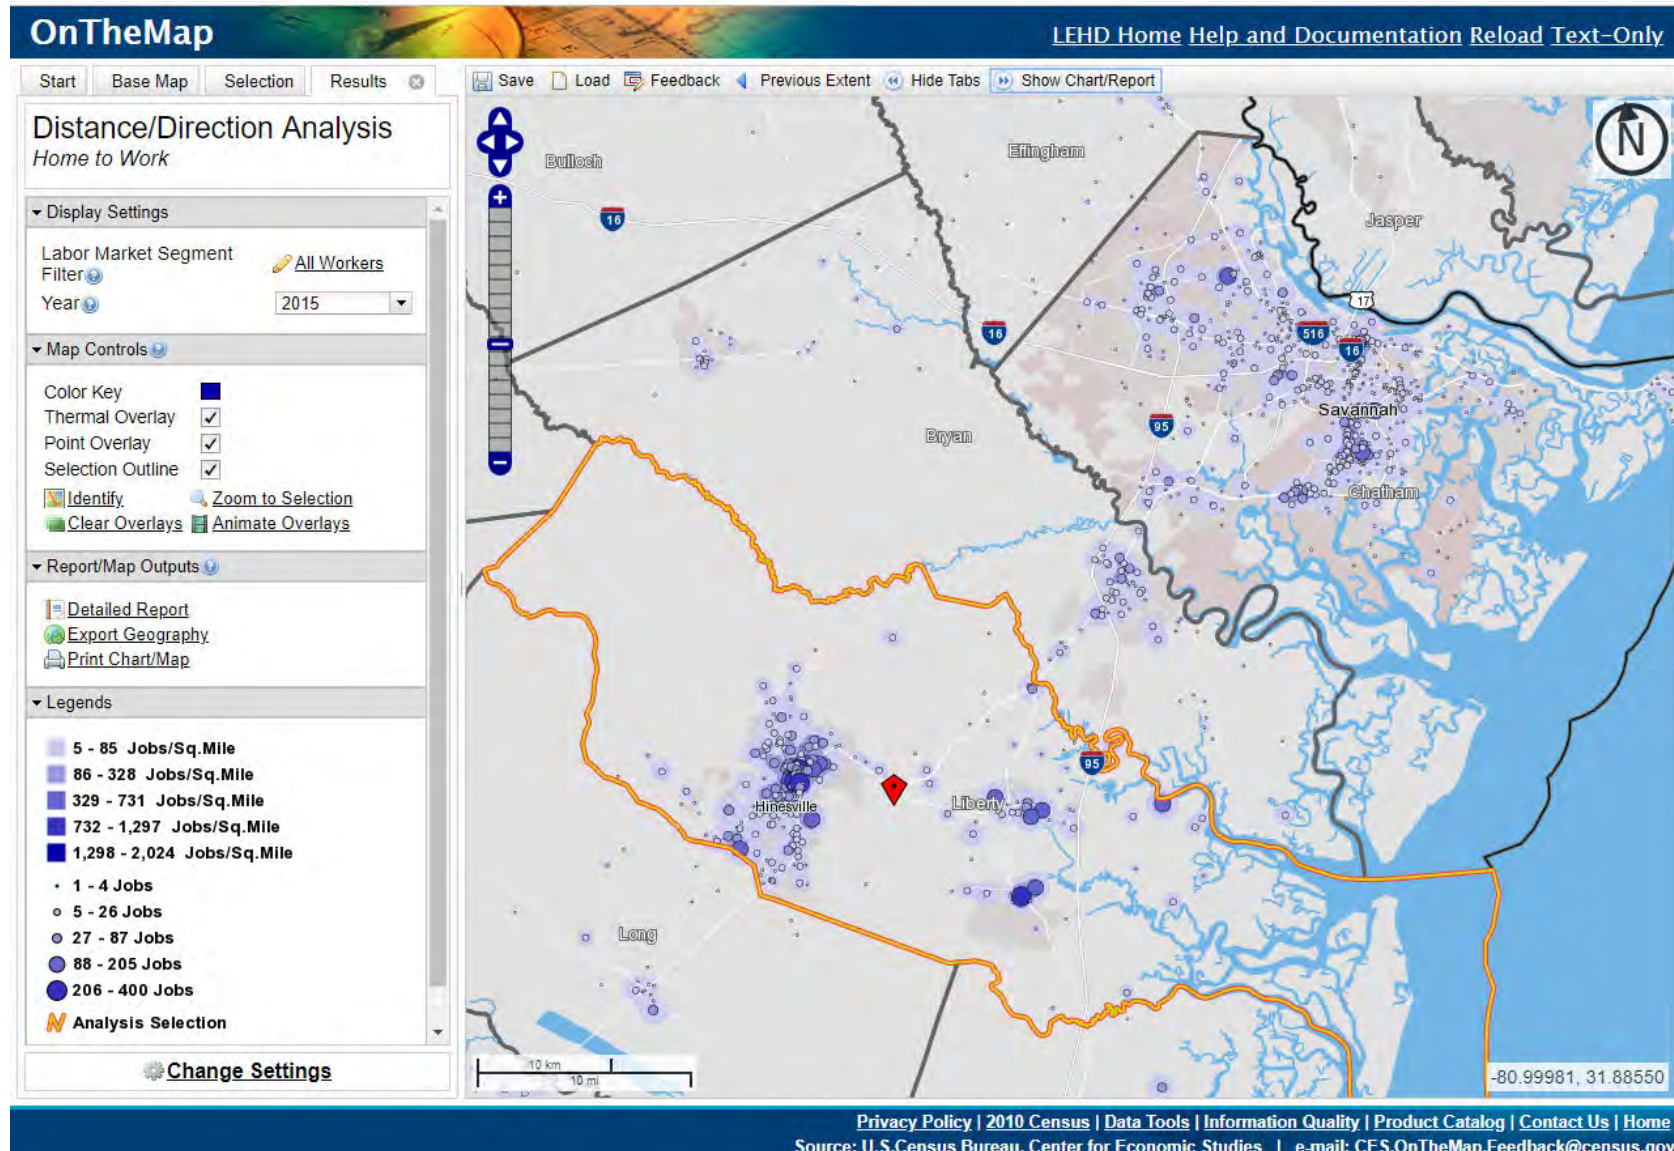 OnTheMap
LEHD Home Help and Documentation Reload Text-Only
Start Base Map Selection Results
Save Load Feedback Previous Extent Hide Tabs Show Chart/Report
Distance/Direction Analysis
Home to Work
Display Settings
Labor Market Segment
Filter
All Workers
Year
2015
Map Controls
Color Key
Thermal Overlay
Point Overlay
Selection Outline
Identify Zoom to Selection
Clear Overlays Animate Overlays
Report/Map Outputs
Detailed Report
Export Geography
Print Chart/Map
Legends
5 - 85 Jobs/Sq.Mile
86 - 328 Jobs/Sq.Mile
329 - 731 Jobs/Sq.Mile
732 - 1,297 Jobs/Sq.Mile
1,298 - 2,024 Jobs/Sq.Mile
1 - 4 Jobs
5 - 26 Jobs
27 - 87 Jobs
88 - 205 Jobs
206 - 400 Jobs
Analysis Selection
Change Settings
N
Bulloch
Effingham
Jasper
16
17
16
516
16
Savannah
95
Bryan
Chatham
95
Hinesville
Liberty
Long
10 km
10 mi
-80.99981, 31.88550
Privacy Policy | 2010 Census | Data Tools | Information Quality | Product Catalog | Contact Us | Home
Source: U.S.Census Bureau, Center for Economic Studies | e-mail: CES.OnTheMap.Feedback@census.gov